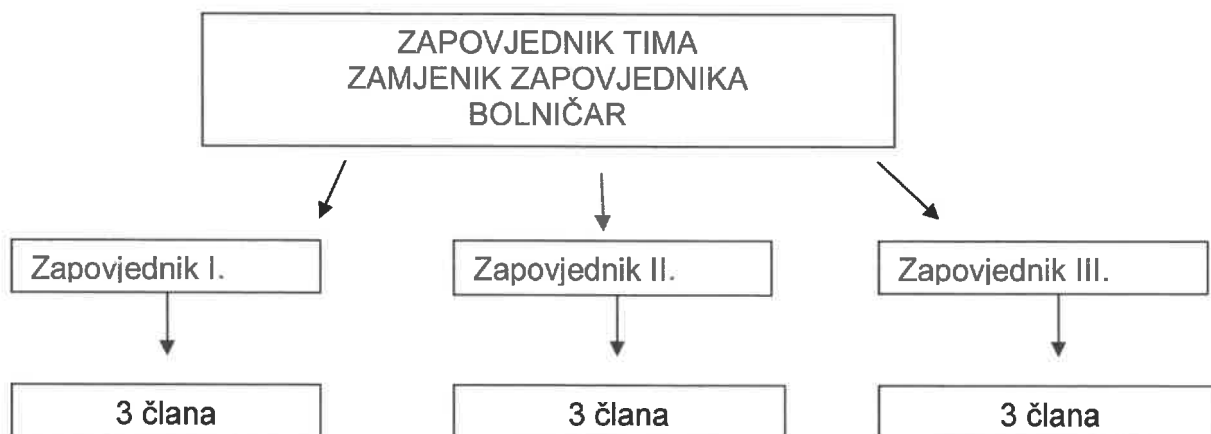 ZAPOVJEDNIK TIMA
ZAMJENIK ZAPOVJEDNIKA
BOLNIČAR
Zapovjednik I.
Zapovjednik II.
Zapovjednik III.
3 člana
3 člana
3 člana